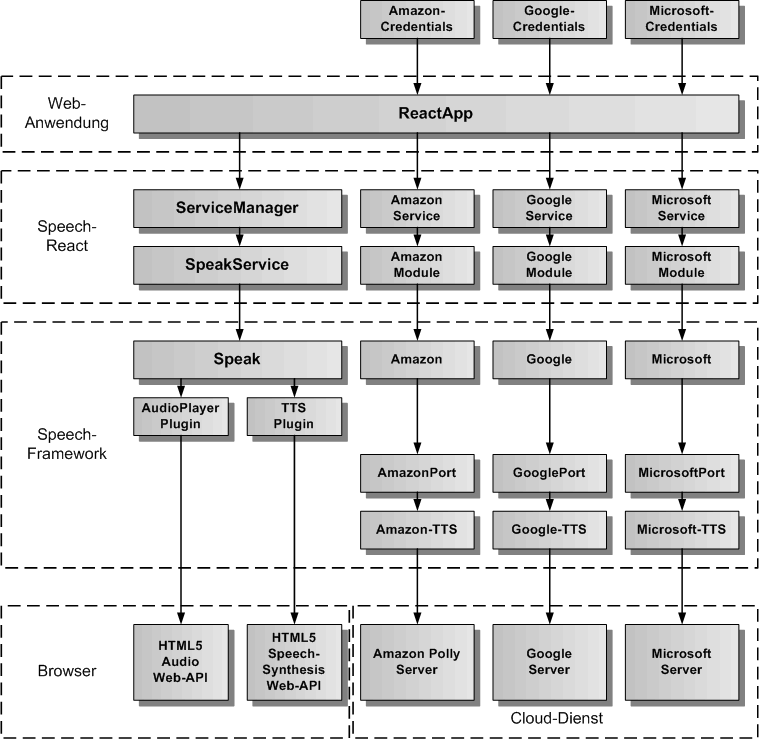 Amazon-
Credentials
Google-
Credentials
Microsoft-
Credentials
Web-
Anwendung
ReactApp
Speech-
React
ServiceManager
Amazon
Service
Google
Service
Microsoft
Service
SpeakService
Amazon
Module
Google
Module
Microsoft
Module
Speech-
Framework
Speak
Amazon
Google
Microsoft
AudioPlayer
Plugin
TTS
Plugin
AmazonPort
GooglePort
MicrosoftPort
Amazon-TTS
Google-TTS
Microsoft-TTS
Browser
HTML5
Audio
Web-API
HTML5
Speech-
Synthesis
Web-API
Amazon Polly
Server
Google
Server
Microsoft
Server
Cloud-Dienst